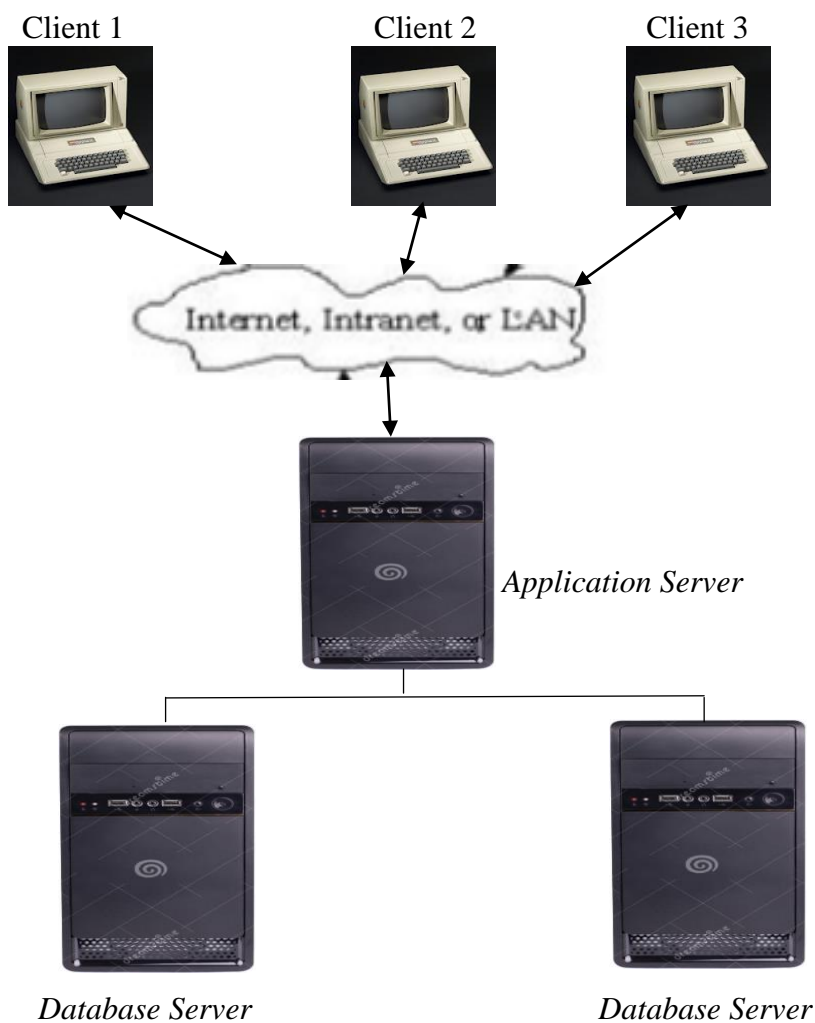 Client 1 Client 2 Client 3
Internet, Intranet, or LAN
Application Server
Database Server Database Server